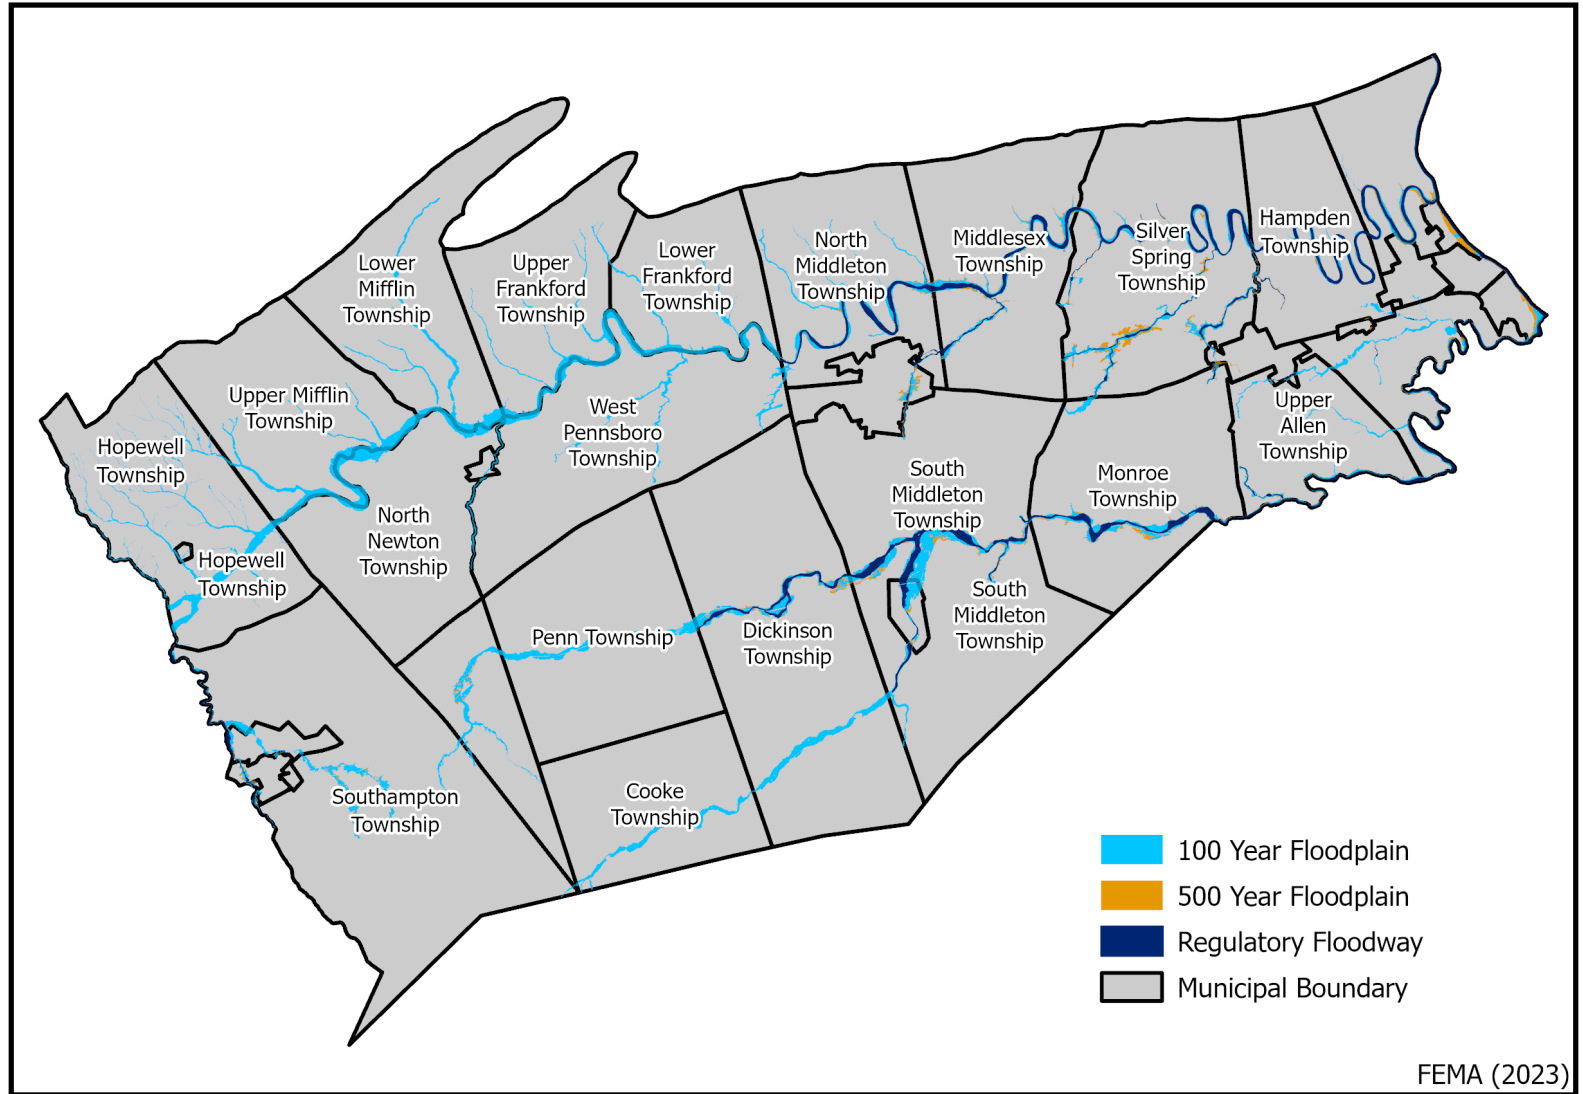 Hopewell
Township
Upper Mifflin
Township
Lower
Mifflin
Township
Upper
Frankford
Township
Lower
Frankford
Township
North
Middleton
Township
Middlesex
Township
Silver
Spring
Township
Hampden
Township
Hopewell
Township
North
Newton
Township
West
Pennsboro
Township
South
Middleton
Township
Monroe
Township
Upper
Allen
Township
Penn Township
Dickinson
Township
South
Middleton
Township
Southampton
Township
Cooke
Township
100 Year Floodplain
500 Year Floodplain
Regulatory Floodway
Municipal Boundary
FEMA (2023)